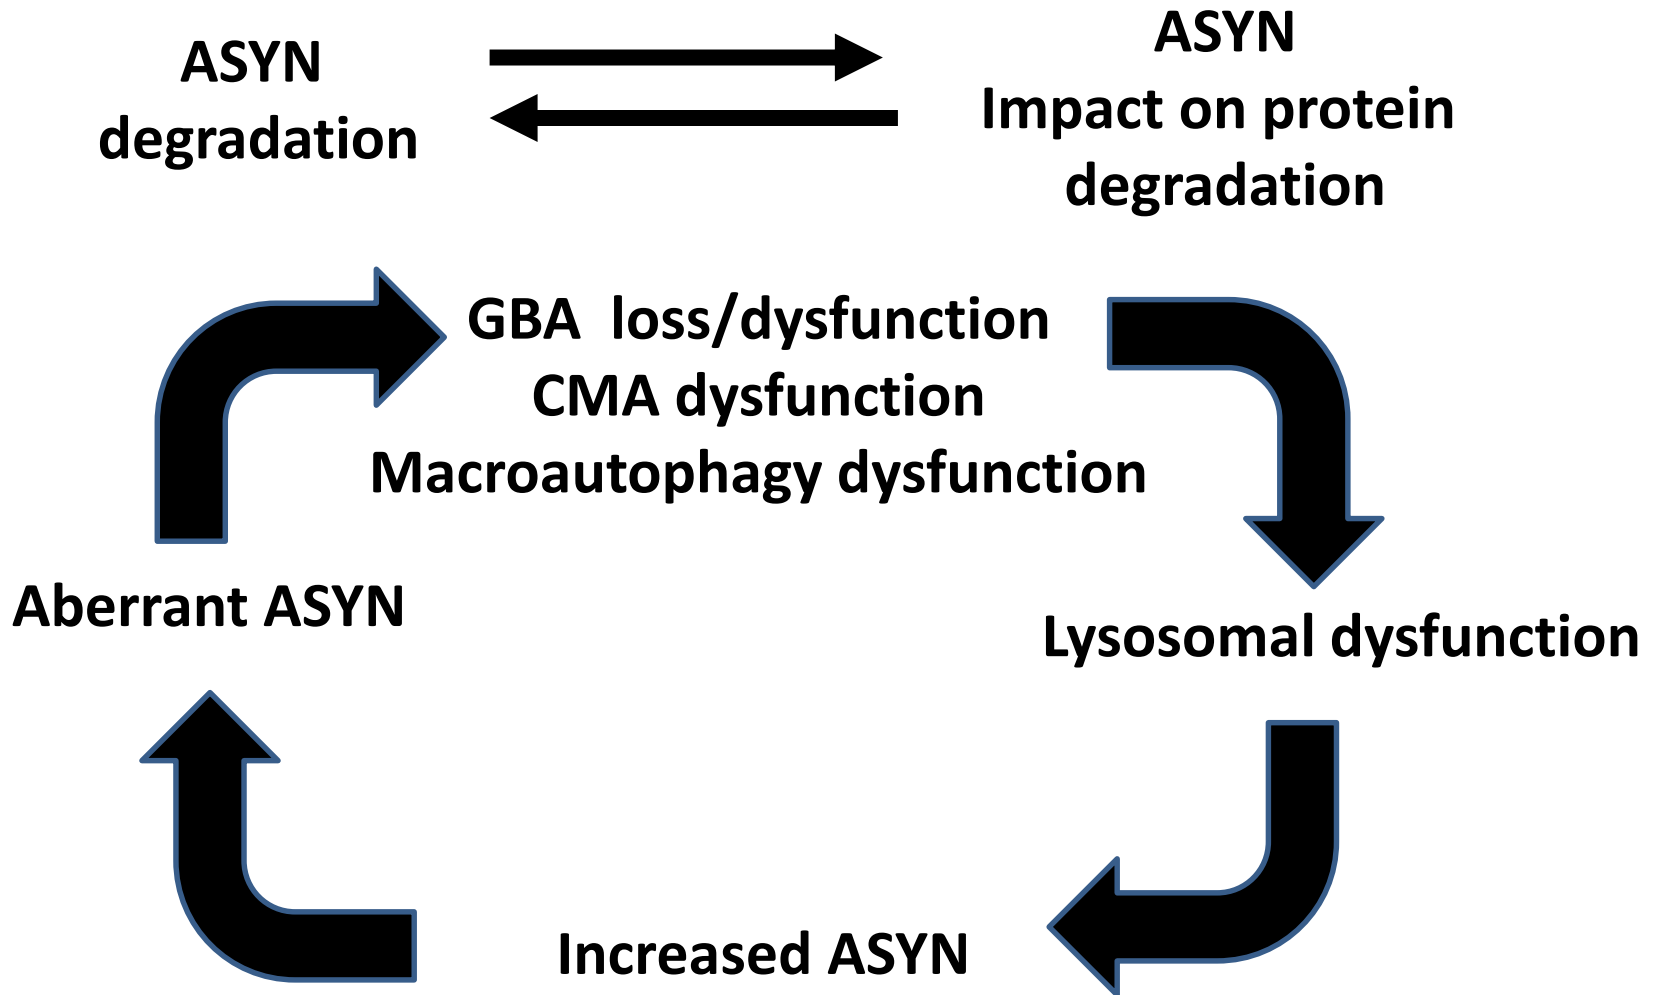 ASYN
degradation
ASYN
Impact on protein
degradation
GBA  loss/dysfunction
CMA dysfunction
Macroautophagy dysfunction
Aberrant ASYN
Lysosomal dysfunction
Increased ASYN